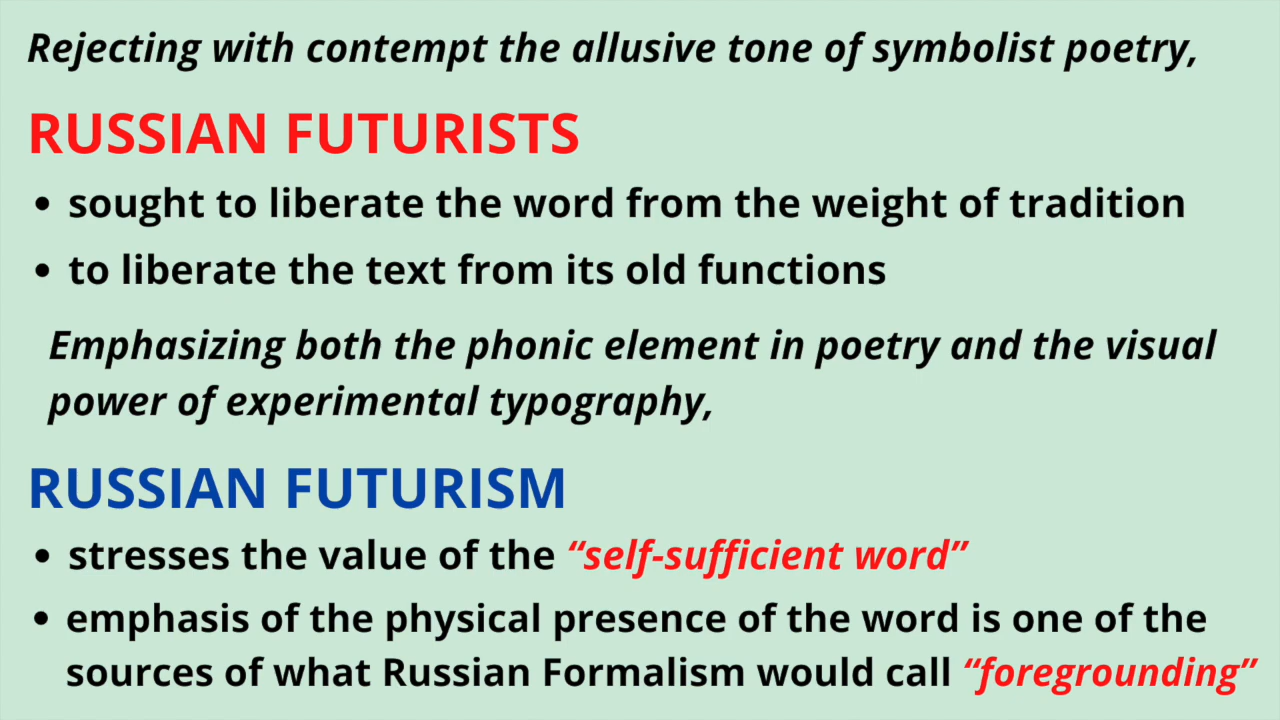 Rejecting with contempt the allusive tone of symbolist poetry,
RUSSIAN FUTURISTS
• sought to liberate the word from the weight of tradition
• to liberate the text from its old functions
Emphasizing both the phonic element in poetry and the visual
power of experimental typography,
RUSSIAN FUTURISM
• stresses the value of the “self-sufficient word”
• emphasis of the physical presence of the word is one of the
sources of what Russian Formalism would call “foregrounding”